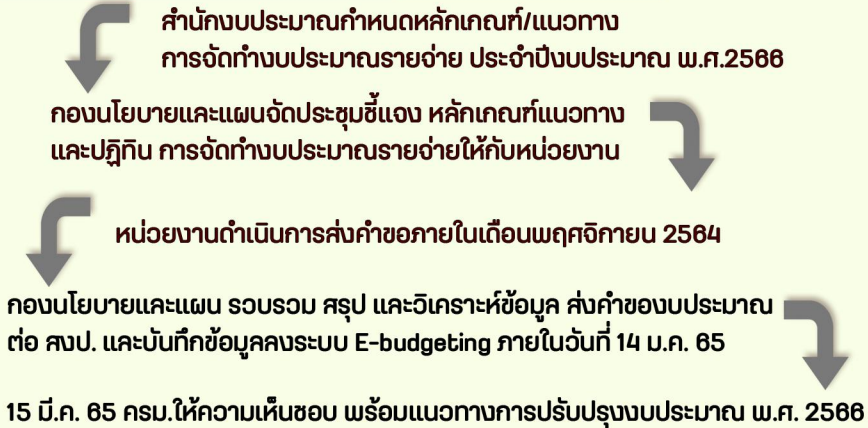 สำนักงบประมาณกำหนดหลักเกณฑ์/แนวทาง
การจัดทำงบประมาณรายจ่าย ประจำปีงบประมาณ พ.ศ.2566
กองนโยบายและแผนจัดประชุมชี้แจง หลักเกณฑ์แนวทาง
และปฏิทิน การจัดทำงบประมาณรายจ่ายให้กับหน่วยงาน
หน่วยงานดำเนินการส่งคำขอภายในเดือนพฤศจิกายน 2564
กองนโยบายและแผน รวบรวม สรุป และวิเคราะห์ข้อมูล ส่งคำของบประมาณ
ต่อ สงป. และบันทึกข้อมูลลงระบบ E-budgeting ภายในวันที่ 14 ม.ค. 65
15 มี.ค. 65 ครม.ให้ความเห็นชอบ พร้อมแนวทางการปรับปรุงงบประมาณ พ.ศ. 2566